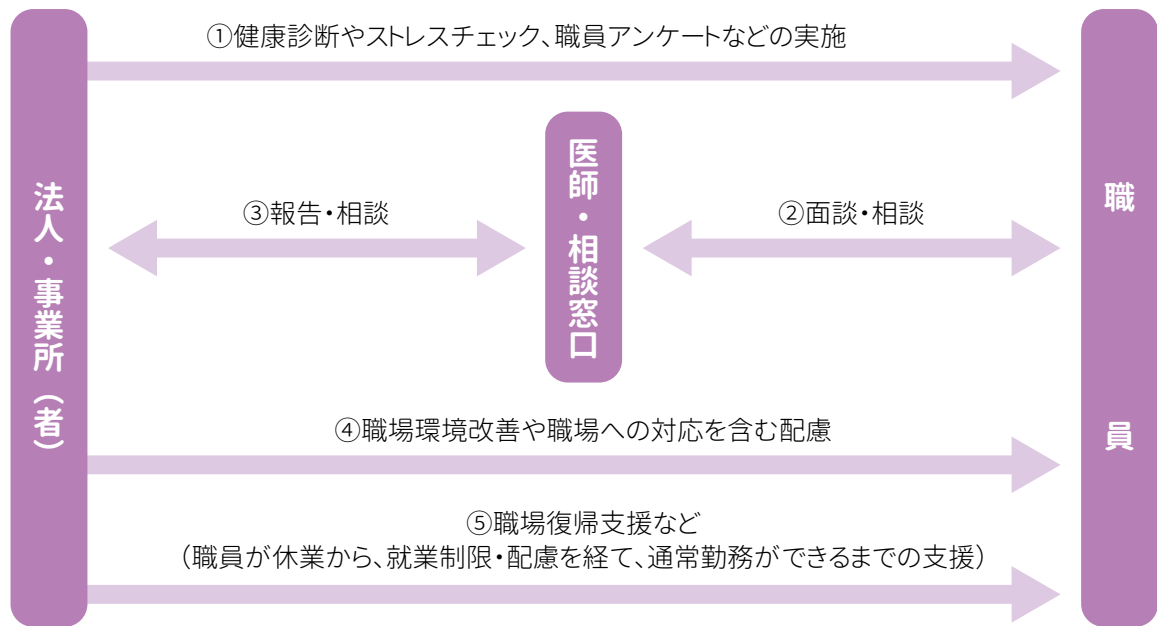 ①健康診断やストレスチェック、職員アンケートなどの実施
法人・事業所（者）
医師・相談窓口
職員
③報告・相談
②面談・相談
④職場環境改善や職場への対応を含む配慮
⑤職場復帰支援など
（職員が休業から、就業制限・配慮を経て、通常勤務ができるまでの支援）